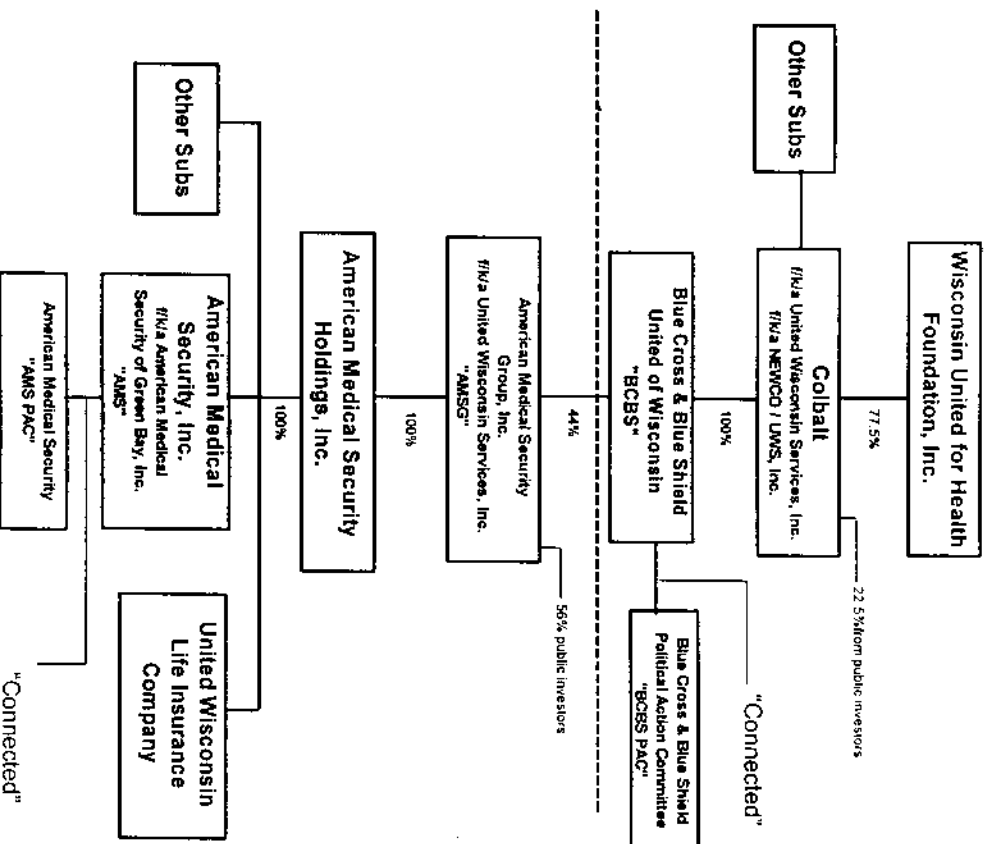 Wisconsin United for Health
Foundation, Inc.
77.5%
22.5%from public investors
Other Subs
Colbalt
f/k/a United Wisconsin Services, Inc.
f/k/a NEWCO / UWS, Inc.
100%
"Connected"
Blue Cross & Blue Shield
United of Wisconsin
"BCBS"
Blue Cross & Blue Shield
Political Action Committee
"BCBS PAC"
44%
56% public investors
American Medical Security
Group, Inc.
f/k/a United Wisconsin Services, Inc.
"AMSG"
100%
American Medical Security
Holdings, Inc.
100%
Other Subs
American Medical
Security, Inc.
f/k/a American Medical
Security of Green Bay, Inc.
"AMS"
United Wisconsin
Life Insurance
Company
American Medical Security
"AMS PAC"
"Connected"